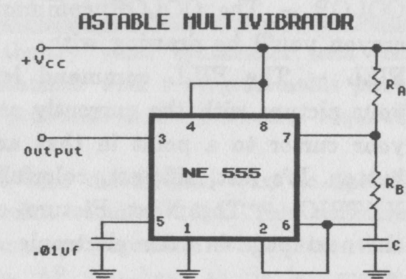 ASTABLE MULTIVIBRATOR
+Vcc
RA
4 8
3 7
Output
NE 555
RB
5 1 2 6
.01uf
C